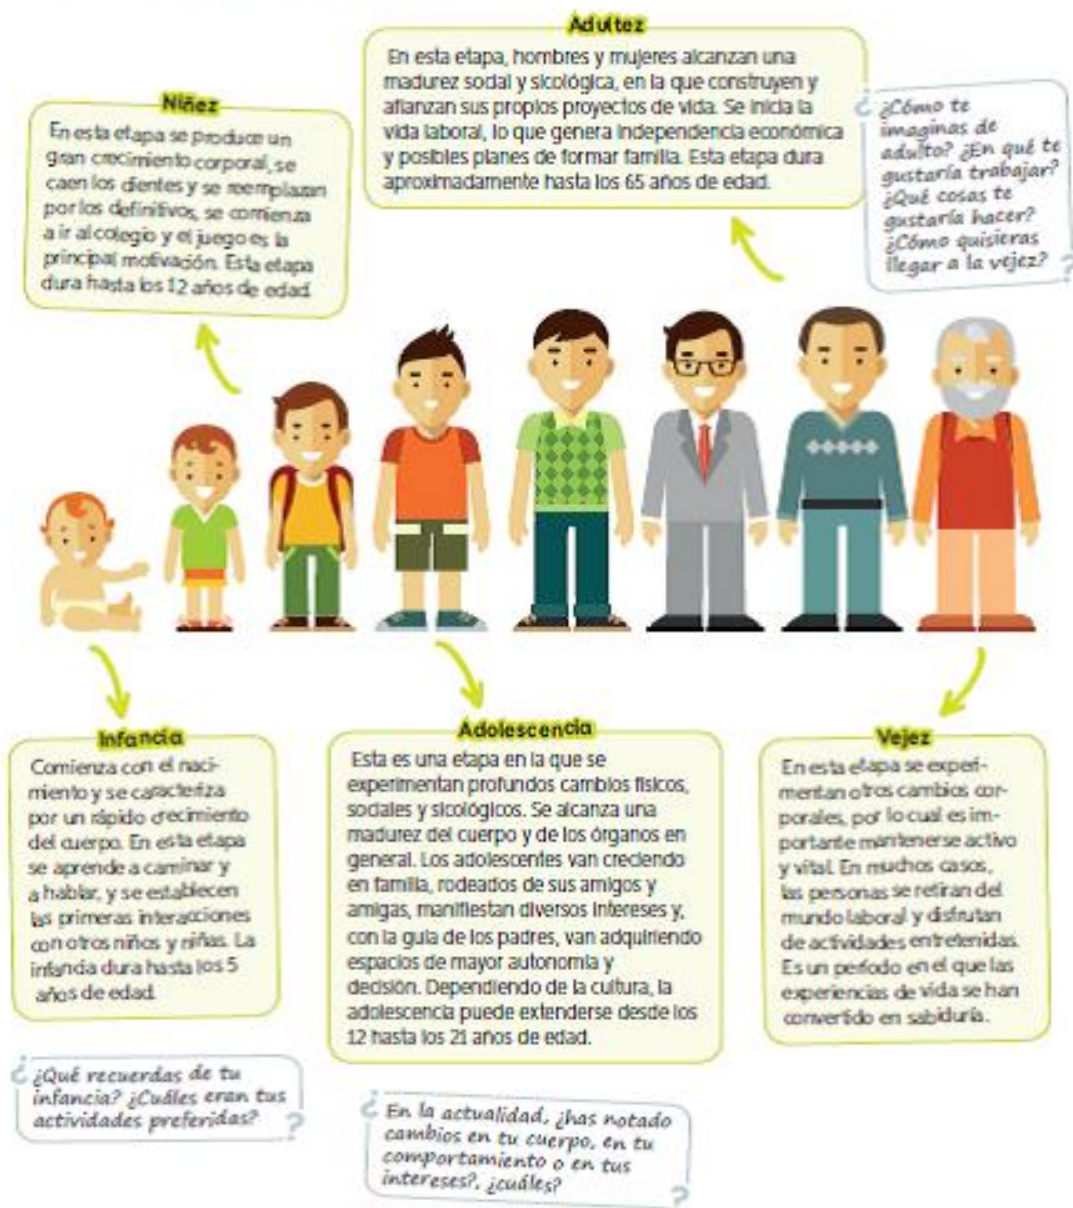 Adultez
En esta etapa, hombres y mujeres alcanzan una
madurez social y sicológica, en la que construyen y
afianzan sus propios proyectos de vida. Se inicia la
vida laboral, lo que genera independencia económica
y posibles planes de formar familia. Esta etapa dura
aproximadamente hasta los 65 años de edad.
Niñez
En esta etapa se produce un
gran crecimiento corporal, se
caen los dientes y se reemplazan
por los definitivos, se comienza
a ir al colegio y el juego es la
principal motivación. Esta etapa
dura hasta los 12 años de edad.
¿Cómo te
imaginas de
adulto? ¿En qué te
gustaría trabajar?
¿Qué cosas te
gustaría hacer?
¿Cómo quisieras
llegar a la vejez?
Infancia
Comienza con el naci-
miento y se caracteriza
por un rápido crecimiento
del cuerpo. En esta etapa
se aprende a caminar y
a hablar, y se establecen
las primeras interacciones
con otros niños y niñas. La
infancia dura hasta los 5
años de edad.
¿Qué recuerdas de tu
infancia? ¿Cuáles eran tus
actividades preferidas?
Adolescencia
Esta es una etapa en la que se
experimentan profundos cambios físicos,
sociales y sicológicos. Se alcanza una
madurez del cuerpo y de los órganos en
general. Los adolescentes van creciendo
en familia, rodeados de sus amigos y
amigas, manifiestan diversos intereses y,
con la guía de los padres, van adquiriendo
espacios de mayor autonomía y
decisión. Dependiendo de la cultura, la
adolescencia puede extenderse desde los
12 hasta los 21 años de edad.
En la actualidad, ¿has notado
cambios en tu cuerpo, en tu
comportamiento o en tus
intereses?, ¿cuáles?
Vejez
En esta etapa se experi-
mentan otros cambios cor-
porales, por lo cual es im-
portante mantenerse activo
y vital. En muchos casos,
las personas se retiran del
mundo laboral y disfrutan
de actividades entretenidas.
Es un período en el que las
experiencias de vida se han
convertido en sabiduría.